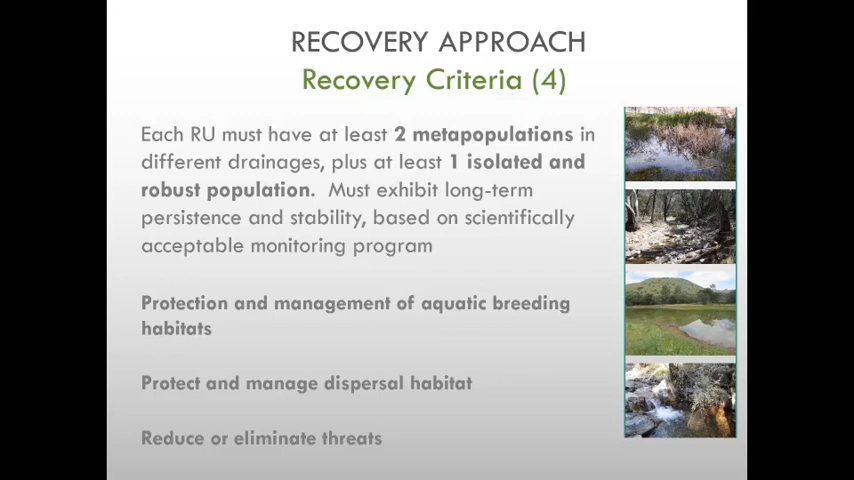 RECOVERY APPROACH
Recovery Criteria (4)
Each RU must have at least 2 metapopulations in
different drainages, plus at least 1 isolated and
robust population. Must exhibit long-term
persistence and stability, based on scientifically
acceptable monitoring program
Protection and management of aquatic breeding
habitats
Protect and manage dispersal habitat
Reduce or eliminate threats